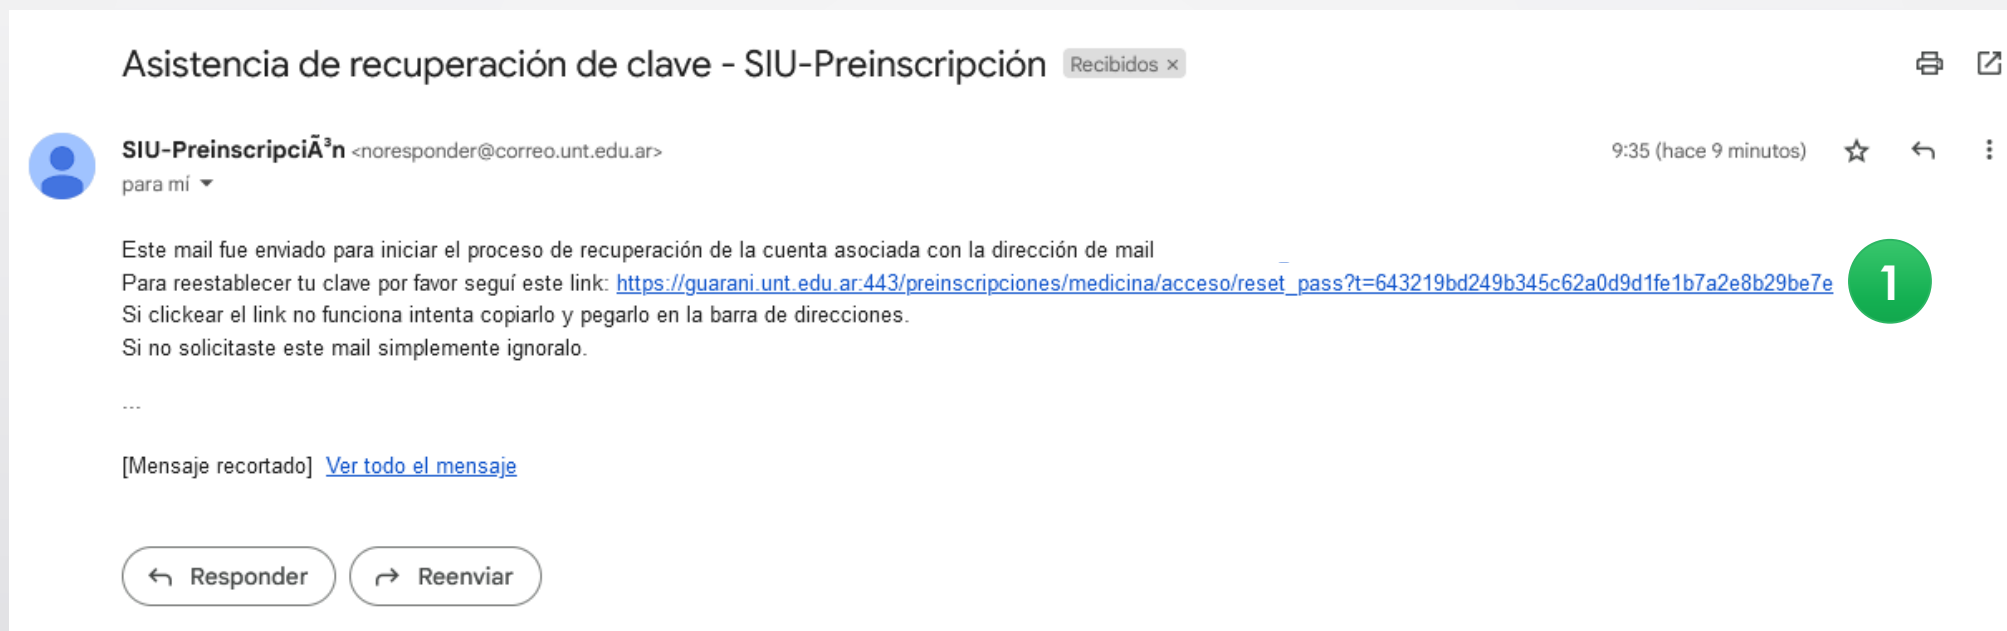 Asistencia de recuperación de clave - SIU-Preinscripción Recibidos ×
SIU-PreinscripciÃ³n <noresponder@correo.unt.edu.ar> 9:35 (hace 9 minutos)
para mí
Este mail fue enviado para iniciar el proceso de recuperación de la cuenta asociada con la dirección de mail
Para reestablecer tu clave por favor seguí este link: https://guarani.unt.edu.ar:443/preinscripciones/medicina/acceso/reset_pass?t=643219bd249b345c62a0d9d1fe1b7a2e8b29be7e 1
Si clickear el link no funciona intenta copiarlo y pegarlo en la barra de direcciones.
Si no solicitaste este mail simplemente ignoralo.
...
[Mensaje recortado] Ver todo el mensaje
Responder Reenviar